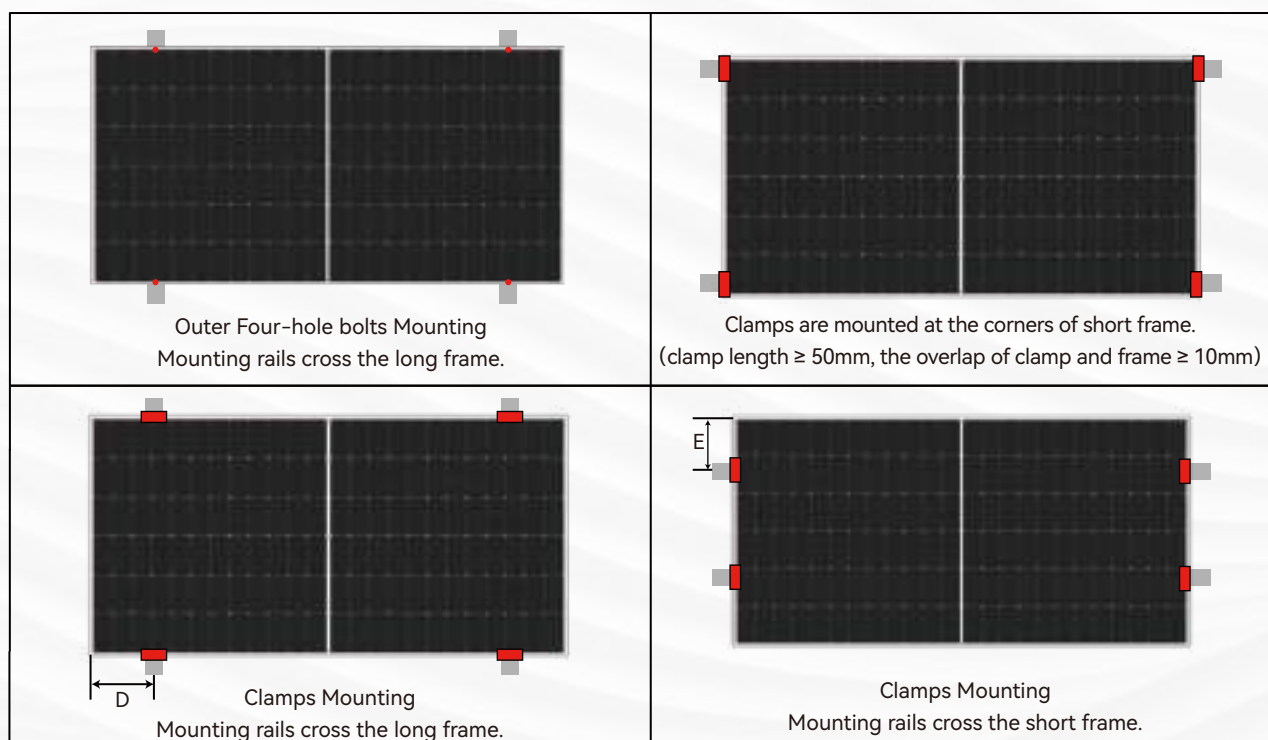 Outer Four-hole bolts Mounting
Mounting rails cross the long frame.
Clamps are mounted at the corners of short frame.
(clamp length ≥ 50mm, the overlap of clamp and frame ≥ 10mm)
D
Clamps Mounting
Mounting rails cross the long frame.
E
Clamps Mounting
Mounting rails cross the short frame.